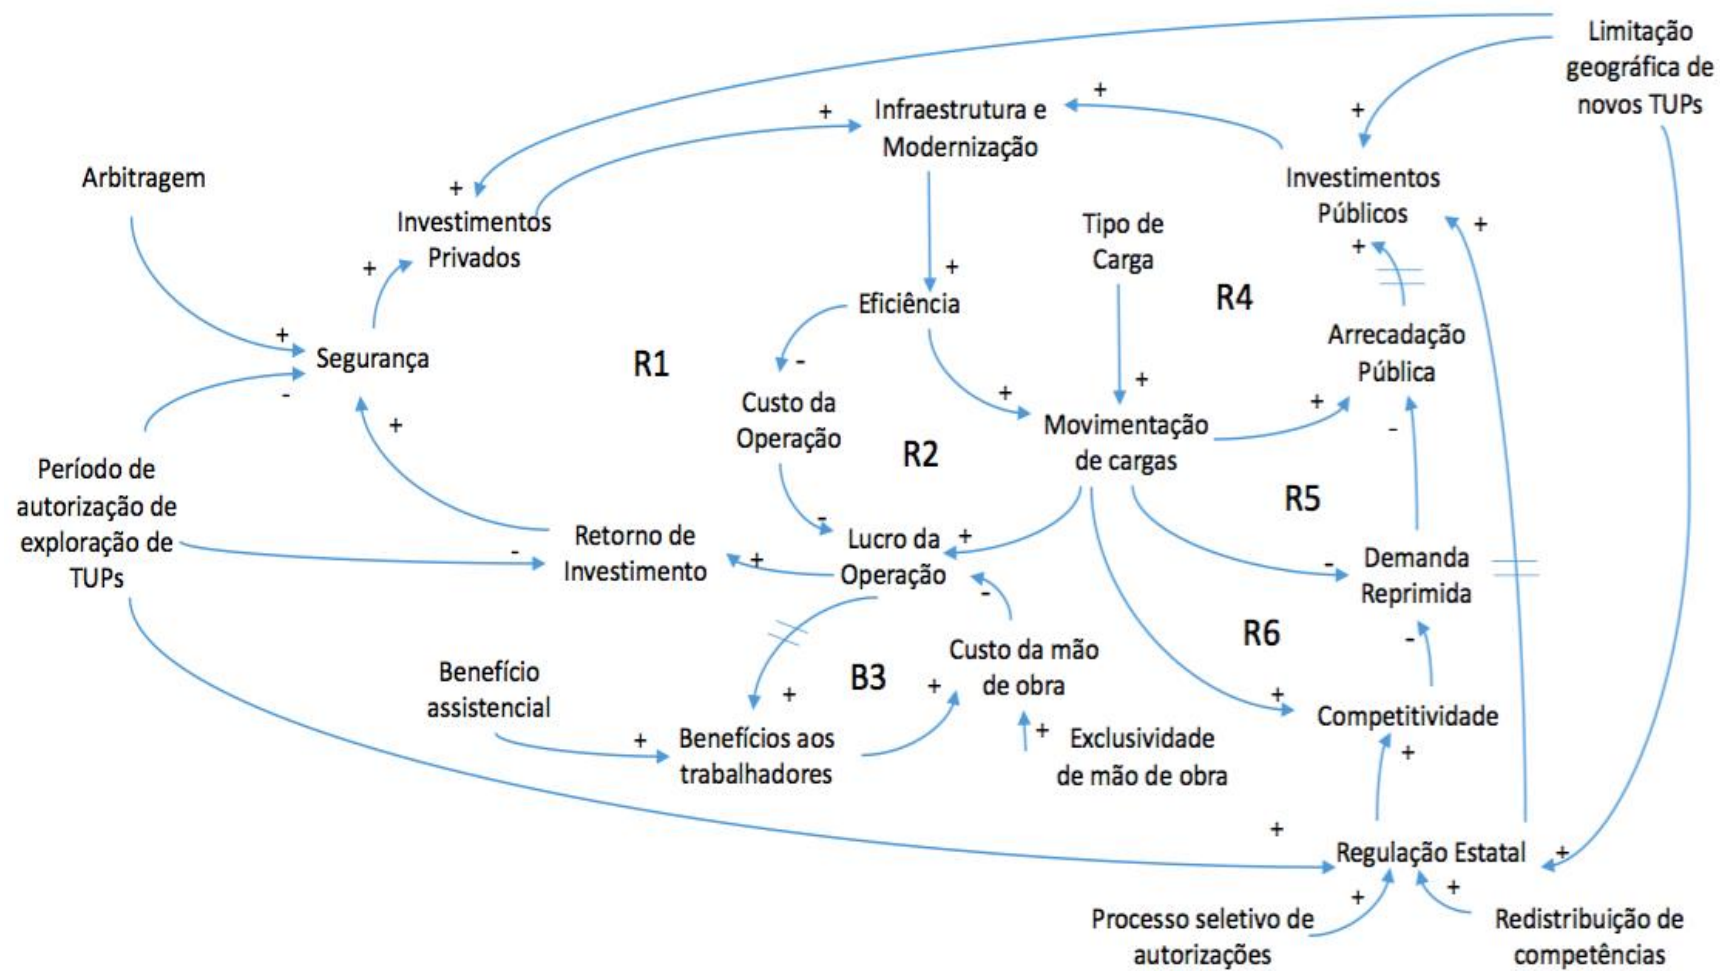 Limitação
geográfica de
novos TUPs
+
Infraestrutura e
Modernização
+
+
Arbitragem
+
Investimentos
Privados
Investimentos
Públicos
+
+
Tipo de
Carga
+
+
Eficiência
R4
+
Segurança
-
R1
-
Arrecadação
Pública
+
+
+
-
+
Custo da
Operação
R2
Movimentação
de cargas
Período de
autorização de
exploração de
TUPs
R5
-
-
Retorno de
Investimento
+
Lucro da
Operação
+
-
-
Demanda
Reprimida
R6
-
Benefício
assistencial
+
B3
+
Custo da mão
de obra
+
Competitividade
+
+
Benefícios aos
trabalhadores
+
Exclusividade
de mão de obra
+
Regulação Estatal
+
+
+
Processo seletivo de
autorizações
Redistribuição de
competências